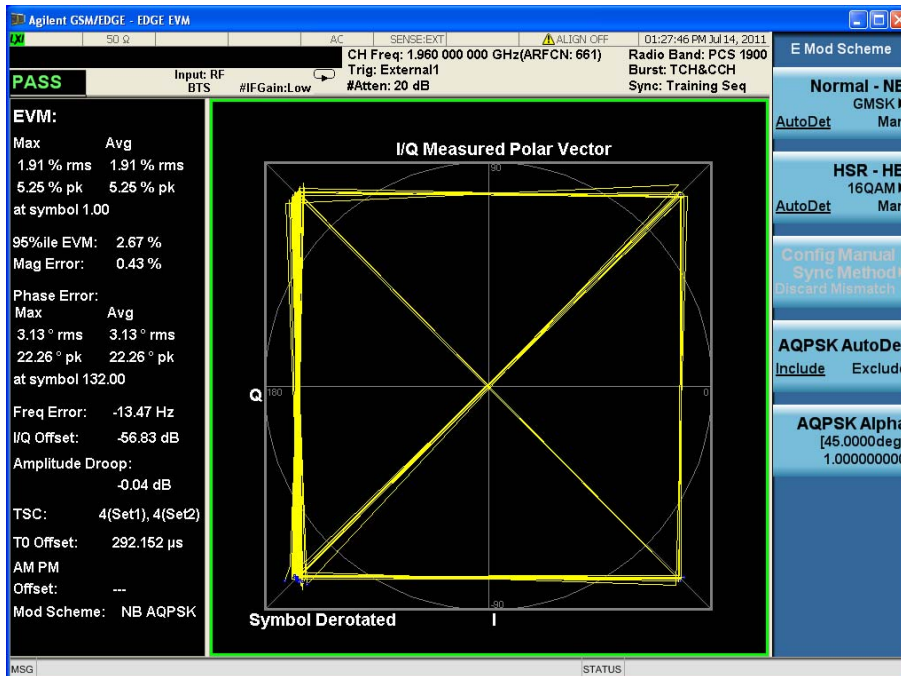 Agilent GSM/EDGE - EDGE EVM
LXI 50 Ω AC SENSE:EXT ALIGN OFF 01:27:46 PM Jul 14, 2011
CH Freq: 1.960 000 000 GHz(ARFCN: 661) Radio Band: PCS 1900
PASS Input: RF Trig: External1 Burst: TCH&CCH
BTS #IFGain:Low #Atten: 20 dB Sync: Training Seq
EVM:
Max Avg
1.91 % rms 1.91 % rms
5.25 % pk 5.25 % pk
at symbol 1.00
95%ile EVM: 2.67 %
Mag Error: 0.43 %
Phase Error:
Max Avg
3.13 ° rms 3.13 ° rms
22.26 ° pk 22.26 ° pk
at symbol 132.00
Freq Error: -13.47 Hz
I/Q Offset: -56.83 dB
Amplitude Droop:
-0.04 dB
TSC: 4(Set1), 4(Set2)
T0 Offset: 292.152 µs
AM PM
Offset: ---
Mod Scheme: NB AQPSK
I/Q Measured Polar Vector
90
Q 180 0
-90
Symbol Derotated I
E Mod Scheme
Normal - NB
GMSK
AutoDet Man
HSR - HB
16QAM
AutoDet Man
Config Manual
Sync Method
Discard Mismatch
AQPSK AutoDe
Include Exclude
AQPSK Alpha
[45.0000deg
1.000000000
MSG STATUS